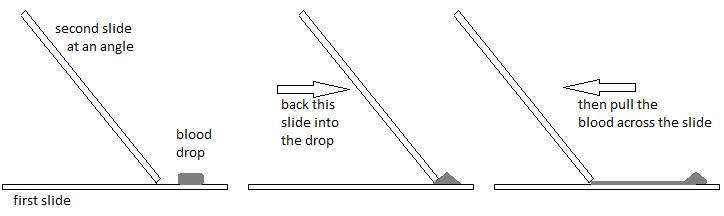 second slide
at an angle
blood
drop
first slide
back this
slide into
the drop
then pull the
blood across the slide